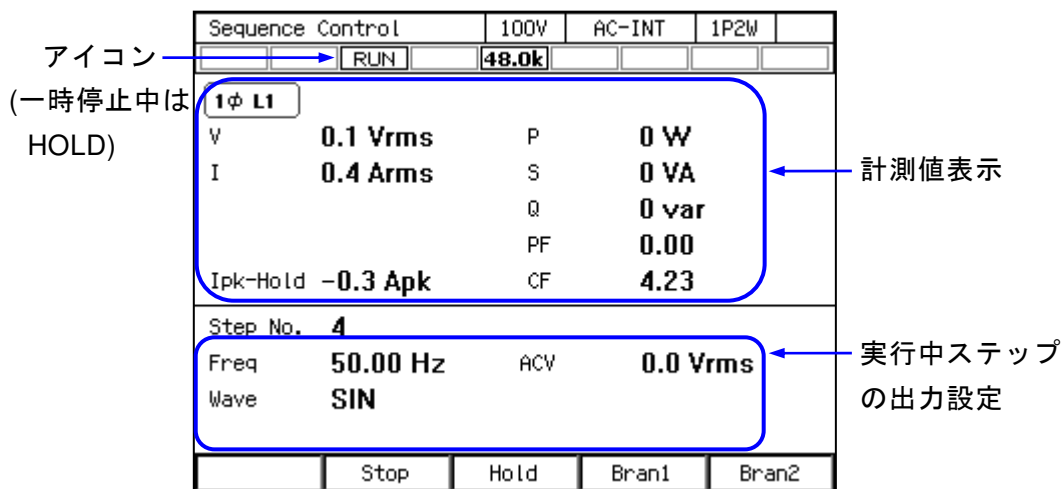 Sequence Control 100V AC-INT 1P2W
アイコン RUN 48.0k
(一時停止中は
HOLD)
1φ L1
V 0.1 Vrms P 0 W
I 0.4 Arms S 0 VA
計測値表示
Q 0 var
PF 0.00
Ipk-Hold -0.3 Apk CF 4.23
Step No. 4
Freq 50.00 Hz ACV 0.0 Vrms
Wave SIN
実行中ステップ
の出力設定
Stop Hold Bran1 Bran2